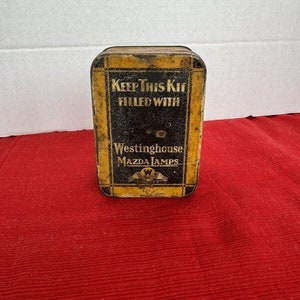 KEEP THIS KIT
FILLED WITH
Westinghouse
MAZDA LAMPS
W